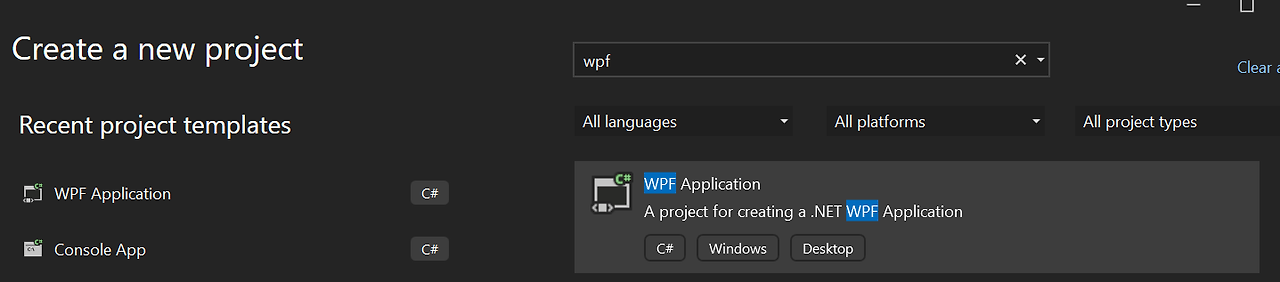 Create a new project
wpf
Clear a
Recent project templates
All languages
All platforms
All project types
WPF Application
C#
Console App
C#
WPF Application
A project for creating a .NET WPF Application
C#
Windows
Desktop